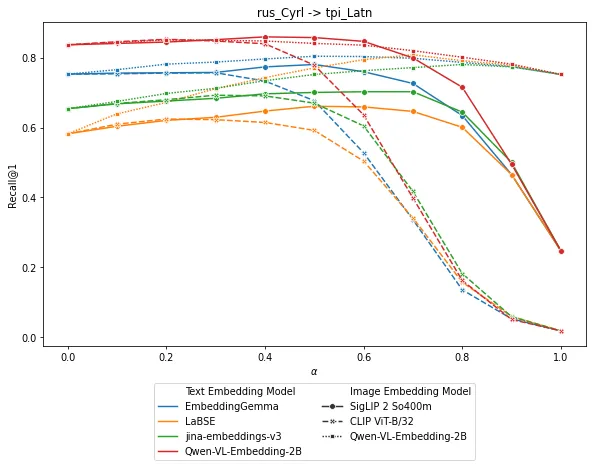 rus_Cyrl -> tpi_Latn
Recall@1
0.8
0.6
0.4
0.2
0.0
0.0 0.2 0.4 0.6 0.8 1.0
α
Text Embedding Model Image Embedding Model
EmbeddingGemma SigLIP 2 So400m
LaBSE CLIP ViT-B/32
jina-embeddings-v3 Qwen-VL-Embedding-2B
Qwen-VL-Embedding-2B